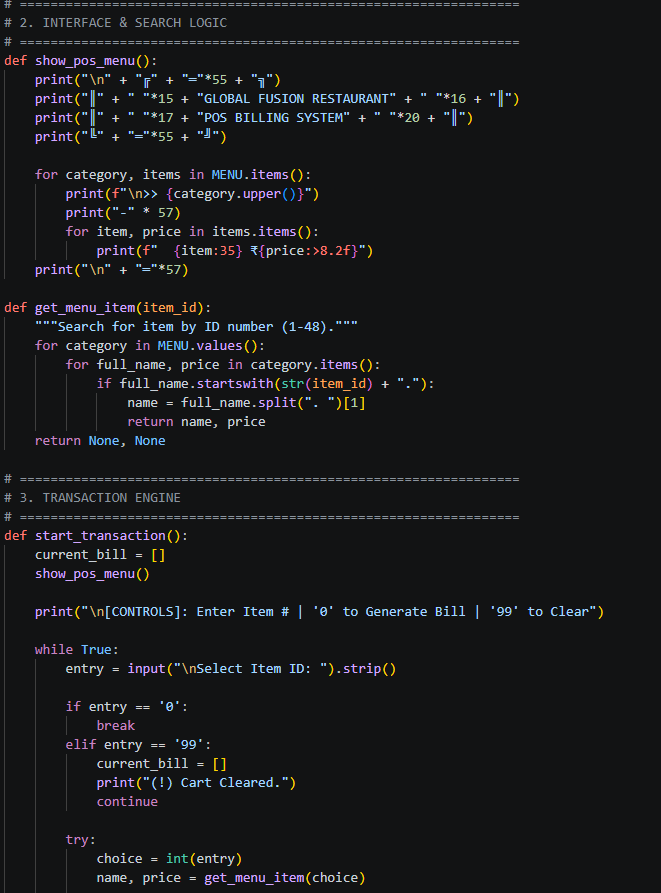 # =================================================================
# 2. INTERFACE & SEARCH LOGIC
# =================================================================
def show_pos_menu():
    print("\n" + "╔" + "═"*55 + "╗")
    print("║" + " "*15 + "GLOBAL FUSION RESTAURANT" + " "*16 + "║")
    print("║" + " "*17 + "POS BILLING SYSTEM" + " "*20 + "║")
    print("╚" + "═"*55 + "╝")

    for category, items in MENU.items():
        print(f"\n>> {category.upper()}")
        print("-" * 57)
        for item, price in items.items():
            print(f"  {item:35} ₹{price:>8.2f}")
    print("\n" + "═"*57)

def get_menu_item(item_id):
    """Search for item by ID number (1-48)."""
    for category in MENU.values():
        for full_name, price in category.items():
            if full_name.startswith(str(item_id) + "."):
                name = full_name.split(". ")[1]
                return name, price
    return None, None

# =================================================================
# 3. TRANSACTION ENGINE
# =================================================================
def start_transaction():
    current_bill = []
    show_pos_menu()

    print("\n[CONTROLS]: Enter Item # | '0' to Generate Bill | '99' to Clear")

    while True:
        entry = input("\nSelect Item ID: ").strip()

        if entry == '0':
            break
        elif entry == '99':
            current_bill = []
            print("(!) Cart Cleared.")
            continue

        try:
            choice = int(entry)
            name, price = get_menu_item(choice)